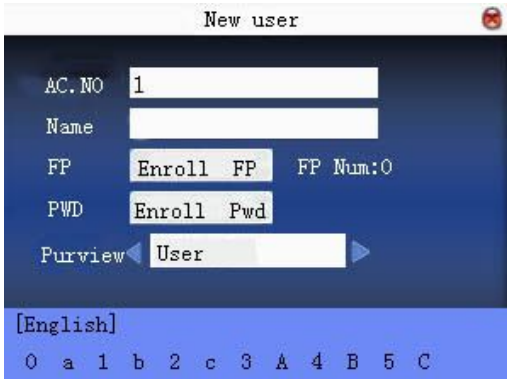 New user
AC.NO 1
Name
FP Enroll FP FP Num:0
PWD Enroll Pwd
Purview User
[English]
0 a 1 b 2 c 3 A 4 B 5 C